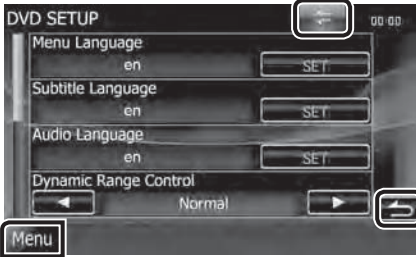 DVD SETUP 00:00
Menu Language
en SET
Subtitle Language
en SET
Audio Language
en SET
Dynamic Range Control
Normal
Menu